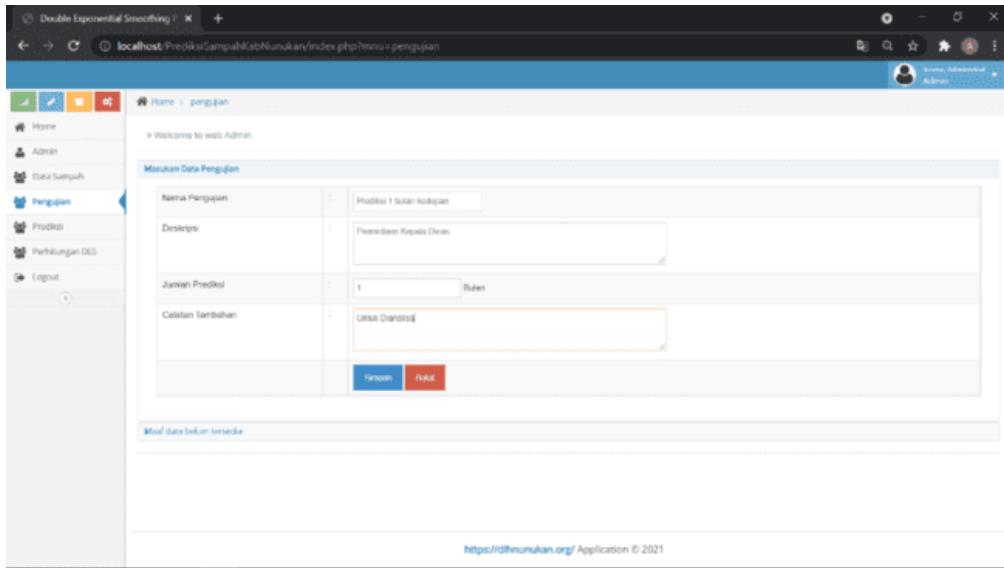 Double Exponential Smoothing P
localhost/PrediksiSampahKabNunukan/index.php?mnu=pengujian
Admin
Home
Admin
Data Sampah
Pengujian
Prediksi
Perhitungan DES
Logout
Home > pengujian
» Welcome to web Admin
Masukan Data Pengujian
Nama Pengujian :
Prediksi 1 bulan kedepan
Deskripsi :
Permintaan Kepala Dinas
Jumlah Prediksi :
1 Bulan
Catatan Tambahan :
Untuk Dianalisa
Simpan Batal
Maaf data belum tersedia
https://dlhnunukan.org/ Application © 2021